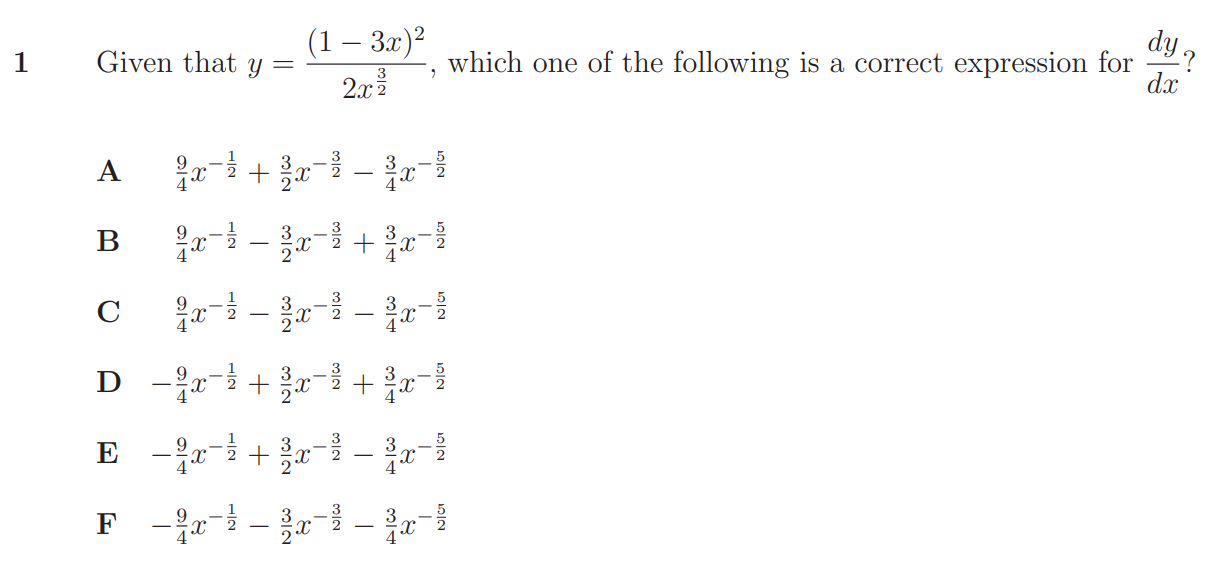 1 Given that $y = \dfrac{(1-3x)^2}{2x^{\frac{3}{2}}}$, which one of the following is a correct expression for $\dfrac{dy}{dx}$?
A $\frac{9}{4}x^{-\frac{1}{2}} + \frac{3}{2}x^{-\frac{3}{2}} - \frac{3}{4}x^{-\frac{5}{2}}$
B $\frac{9}{4}x^{-\frac{1}{2}} - \frac{3}{2}x^{-\frac{3}{2}} + \frac{3}{4}x^{-\frac{5}{2}}$
C $\frac{9}{4}x^{-\frac{1}{2}} - \frac{3}{2}x^{-\frac{3}{2}} - \frac{3}{4}x^{-\frac{5}{2}}$
D $-\frac{9}{4}x^{-\frac{1}{2}} + \frac{3}{2}x^{-\frac{3}{2}} + \frac{3}{4}x^{-\frac{5}{2}}$
E $-\frac{9}{4}x^{-\frac{1}{2}} + \frac{3}{2}x^{-\frac{3}{2}} - \frac{3}{4}x^{-\frac{5}{2}}$
F $-\frac{9}{4}x^{-\frac{1}{2}} - \frac{3}{2}x^{-\frac{3}{2}} - \frac{3}{4}x^{-\frac{5}{2}}$